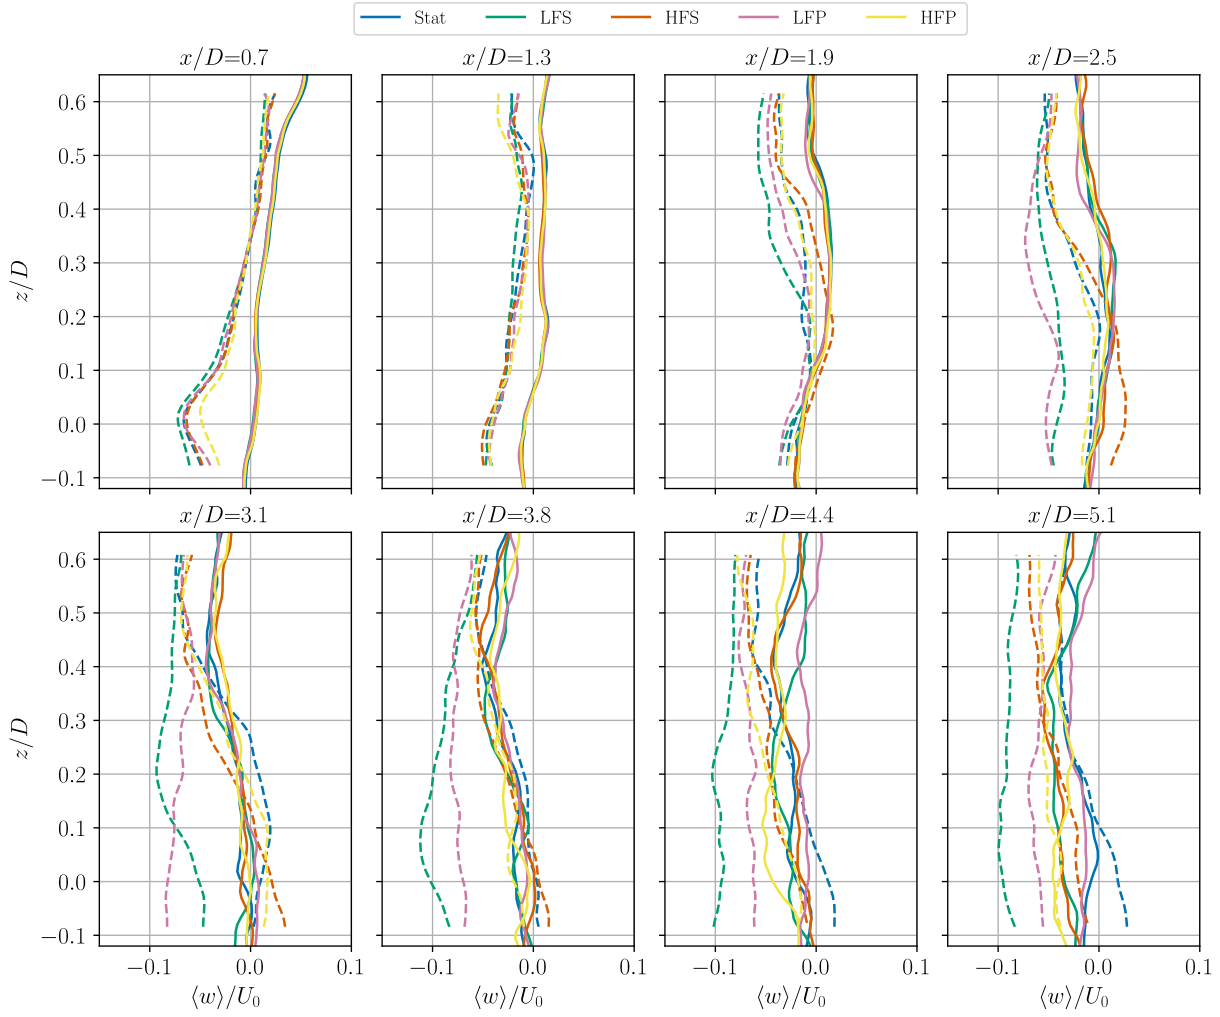 Stat LFS HFS LFP HFP
x/D=0.7 x/D=1.3 x/D=1.9 x/D=2.5
0.6
0.5
0.4
0.3
0.2
0.1
0.0
−0.1
z/D
x/D=3.1 x/D=3.8 x/D=4.4 x/D=5.1
0.6
0.5
0.4
0.3
0.2
0.1
0.0
−0.1
z/D
−0.1 0.0 0.1 −0.1 0.0 0.1 −0.1 0.0 0.1 −0.1 0.0 0.1
⟨w⟩/U₀ ⟨w⟩/U₀ ⟨w⟩/U₀ ⟨w⟩/U₀